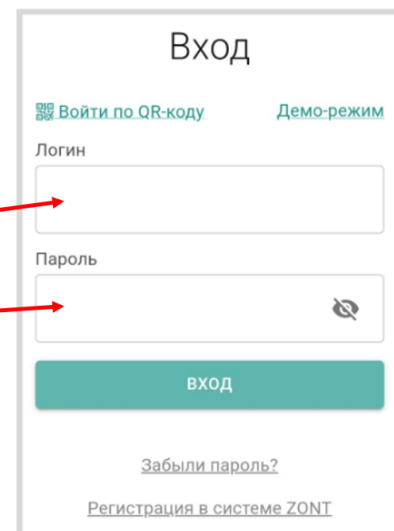 Вход
Войти по QR-коду Демо-режим
Логин
Пароль
ВХОД
Забыли пароль?
Регистрация в системе ZONT